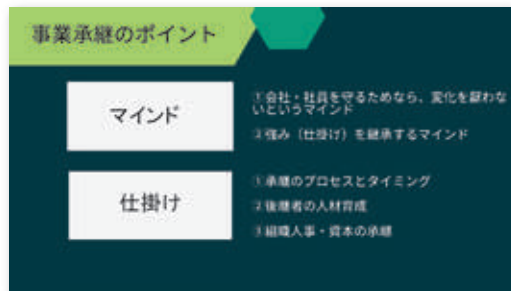 事業承継のポイント
マインド
①会社・社員を守るためなら、変化を厭わな
いというマインド
②強み（仕掛け）を継承するマインド
仕掛け
①承継のプロセスとタイミング
②後継者の人材育成
③組織人事・資本の承継